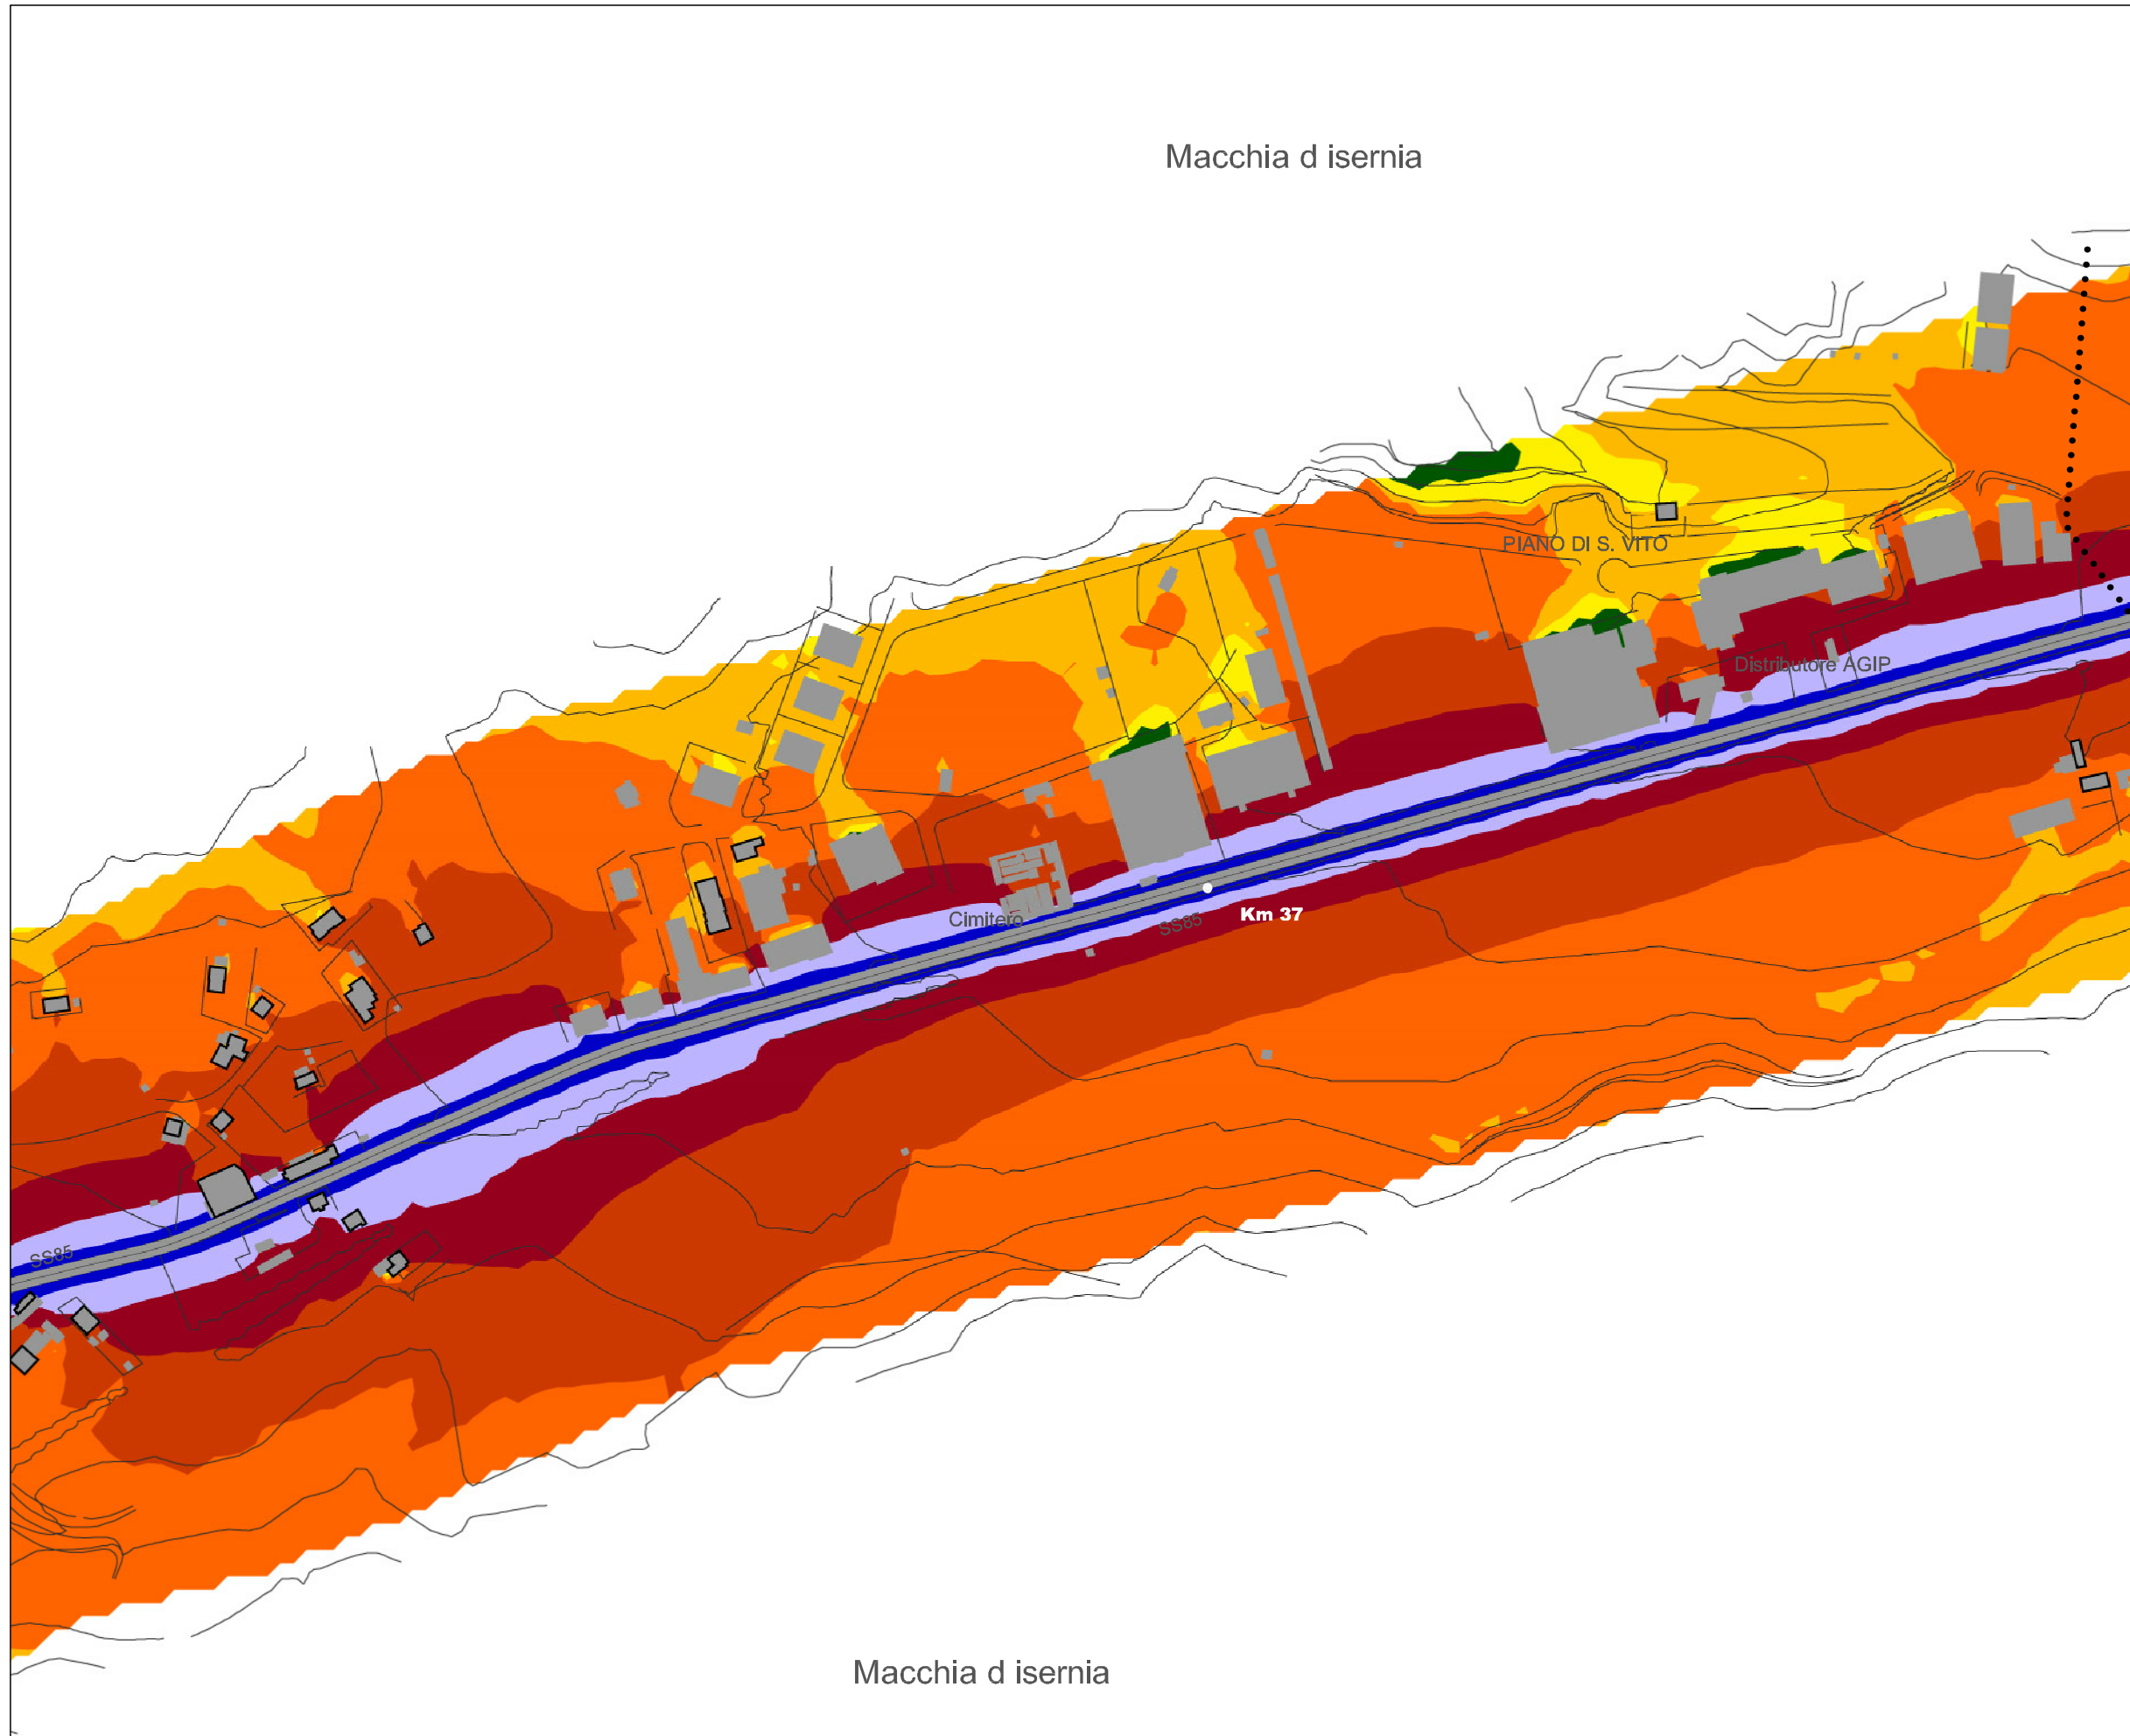 Macchia d isernia
PIANO DI S. VITO
Distributore AGIP
Cimitero
SS85
Km 37
SS85
Macchia d isernia